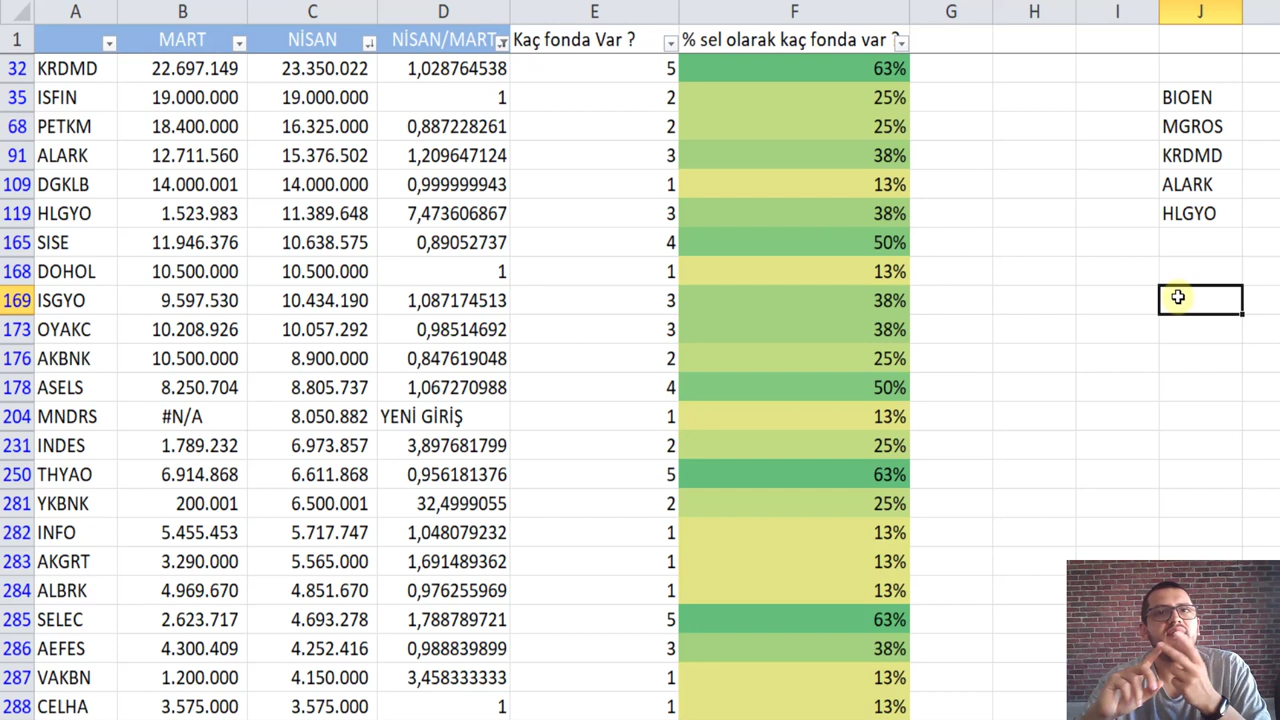 A B C D E F G H I J
1 MART NİSAN NİSAN/MART Kaç fonda Var ? % sel olarak kaç fonda var ?
32 KRDMD 22.697.149 23.350.022 1,028764538 5 63%
35 ISFIN 19.000.000 19.000.000 1 2 25% BIOEN
68 PETKM 18.400.000 16.325.000 0,887228261 2 25% MGROS
91 ALARK 12.711.560 15.376.502 1,209647124 3 38% KRDMD
109 DGKLB 14.000.001 14.000.000 0,999999943 1 13% ALARK
119 HLGYO 1.523.983 11.389.648 7,473606867 3 38% HLGYO
165 SISE 11.946.376 10.638.575 0,89052737 4 50%
168 DOHOL 10.500.000 10.500.000 1 1 13%
169 ISGYO 9.597.530 10.434.190 1,087174513 3 38%
173 OYAKC 10.208.926 10.057.292 0,98514692 3 38%
176 AKBNK 10.500.000 8.900.000 0,847619048 2 25%
178 ASELS 8.250.704 8.805.737 1,067270988 4 50%
204 MNDRS #N/A 8.050.882 YENİ GİRİŞ 1 13%
231 INDES 1.789.232 6.973.857 3,897681799 2 25%
250 THYAO 6.914.868 6.611.868 0,956181376 5 63%
281 YKBNK 200.001 6.500.001 32,4999055 2 25%
282 INFO 5.455.453 5.717.747 1,048079232 1 13%
283 AKGRT 3.290.000 5.565.000 1,691489362 1 13%
284 ALBRK 4.969.670 4.851.670 0,976255969 1 13%
285 SELEC 2.623.717 4.693.278 1,788789721 5 63%
286 AEFES 4.300.409 4.252.416 0,988839899 3 38%
287 VAKBN 1.200.000 4.150.000 3,458333333 1 13%
288 CELHA 3.575.000 3.575.000 1 1 13%